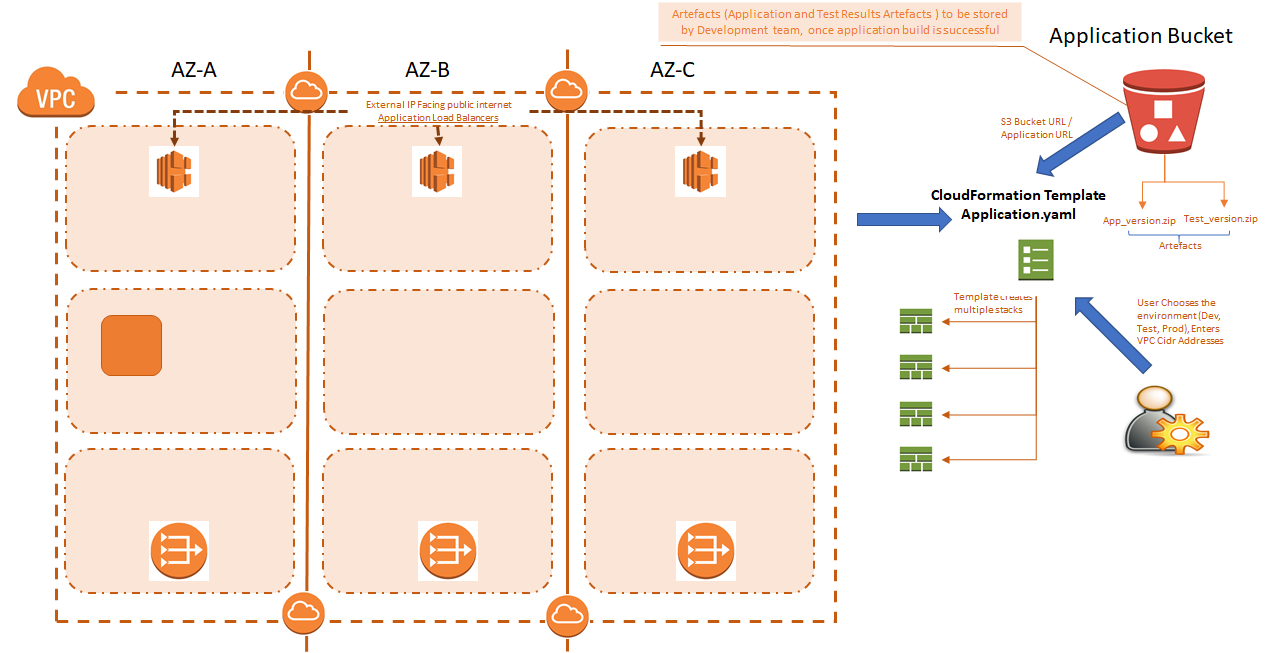 Artefacts (Application and Test Results Artefacts ) to be stored
by Development team, once application build is successful
Application Bucket
AZ-A
AZ-B
AZ-C
VPC
External IP Facing public internet
Application Load Balancers
S3 Bucket URL /
Application URL
CloudFormation Template
Application.yaml
App_version.zip
Test_version.zip
Artefacts
Template creates
multiple stacks
User Chooses the
environment (Dev,
Test, Prod), Enters
VPC Cidr Addresses